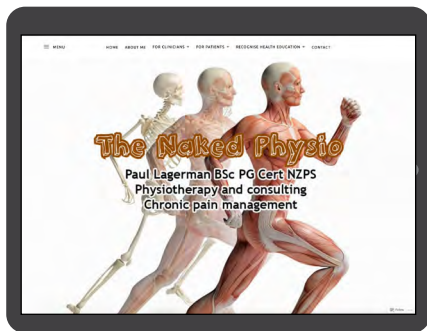 MENU HOME ABOUT ME FOR CLINICIANS FOR PATIENTS RECOGNISE HEALTH EDUCATION CONTACT
The Naked Physio
Paul Lagerman BSc PG Cert NZPS
Physiotherapy and consulting
Chronic pain management